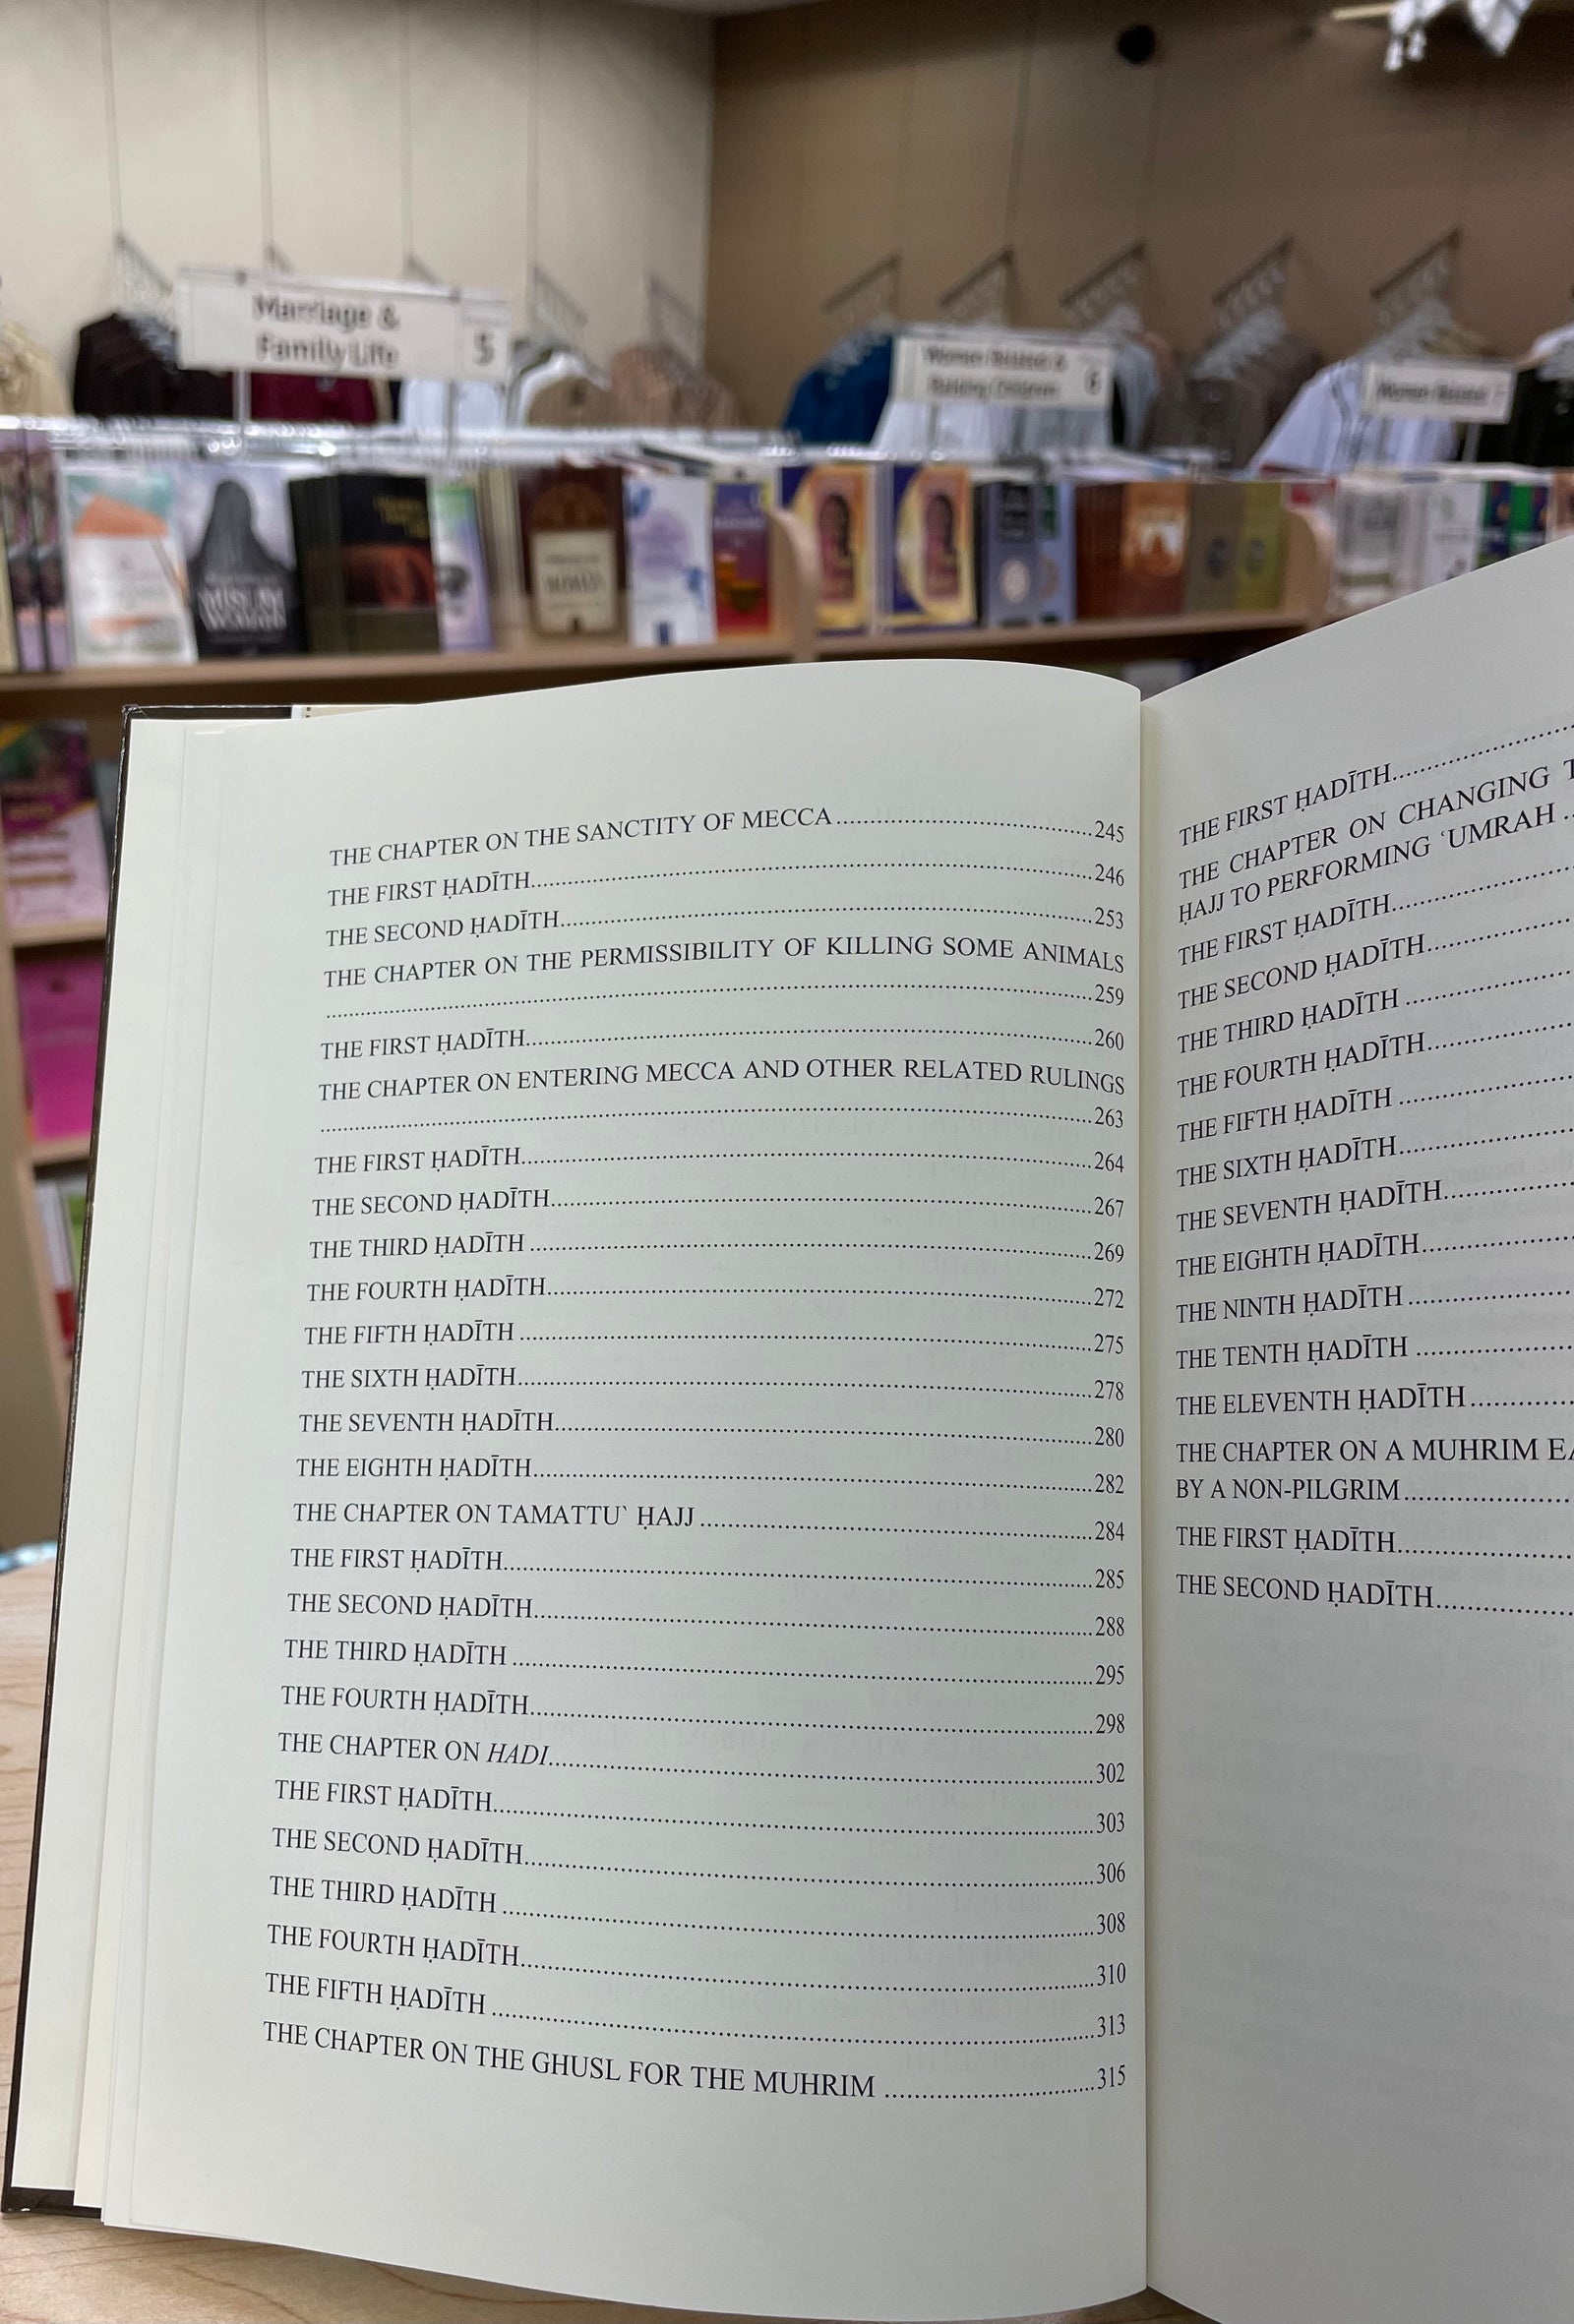 Marriage &
Family Life
5
Women Related &
Raising Children
6
Women Related
MUSLIM
WOMAN
THE CHAPTER ON THE SANCTITY OF MECCA ........ 245
THE FIRST ḤADĪTH ........ 246
THE SECOND ḤADĪTH ........ 253
THE CHAPTER ON THE PERMISSIBILITY OF KILLING SOME ANIMALS
........ 259
THE FIRST ḤADĪTH ........ 260
THE CHAPTER ON ENTERING MECCA AND OTHER RELATED RULINGS
........ 263
THE FIRST ḤADĪTH ........ 264
THE SECOND ḤADĪTH ........ 267
THE THIRD ḤADĪTH ........ 269
THE FOURTH ḤADĪTH ........ 272
THE FIFTH ḤADĪTH ........ 275
THE SIXTH ḤADĪTH ........ 278
THE SEVENTH ḤADĪTH ........ 280
THE EIGHTH ḤADĪTH ........ 282
THE CHAPTER ON TAMATTU` ḤAJJ ........ 284
THE FIRST ḤADĪTH ........ 285
THE SECOND ḤADĪTH ........ 288
THE THIRD ḤADĪTH ........ 295
THE FOURTH ḤADĪTH ........ 298
THE CHAPTER ON HADI ........ 302
THE FIRST ḤADĪTH ........ 303
THE SECOND ḤADĪTH ........ 306
THE THIRD ḤADĪTH ........ 308
THE FOURTH ḤADĪTH ........ 310
THE FIFTH ḤADĪTH ........ 313
THE CHAPTER ON THE GHUSL FOR THE MUHRIM ........ 315
THE FIRST ḤADĪTH ........
THE CHAPTER ON CHANGING T
ḤAJJ TO PERFORMING ʿUMRAH ..
THE FIRST ḤADĪTH ........
THE SECOND ḤADĪTH ........
THE THIRD ḤADĪTH ........
THE FOURTH ḤADĪTH ........
THE FIFTH ḤADĪTH ........
THE SIXTH ḤADĪTH ........
THE SEVENTH ḤADĪTH ........
THE EIGHTH ḤADĪTH ........
THE NINTH ḤADĪTH ........
THE TENTH ḤADĪTH ........
THE ELEVENTH ḤADĪTH ........
THE CHAPTER ON A MUHRIM EA
BY A NON-PILGRIM ........
THE FIRST ḤADĪTH ........
THE SECOND ḤADĪTH ........